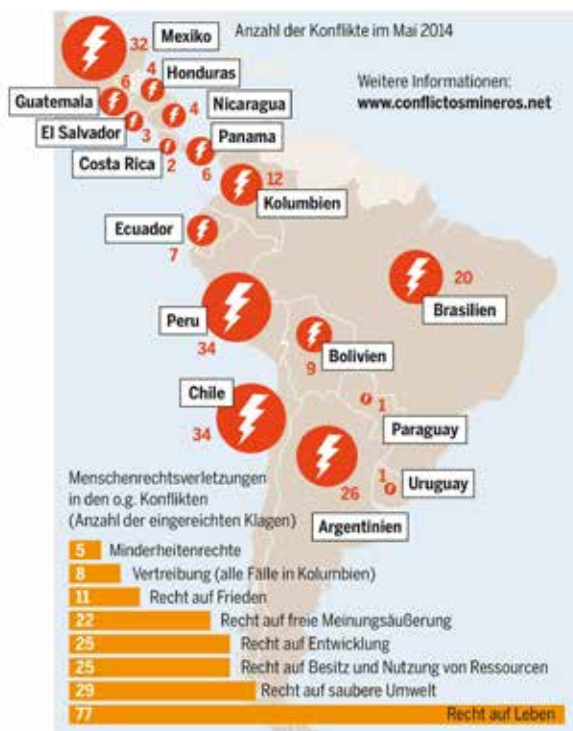 Anzahl der Konflikte im Mai 2014
Weitere Informationen:
www.conflictosmineros.net
Mexiko
32
Honduras
4
Guatemala
6
Nicaragua
4
El Salvador
3
Panama
6
Costa Rica
2
Kolumbien
12
Ecuador
7
Brasilien
20
Peru
34
Bolivien
9
Chile
34
Paraguay
1
Uruguay
1
Argentinien
26
Menschenrechtsverletzungen
in den o.g. Konflikten
(Anzahl der eingereichten Klagen)
5 Minderheitenrechte
8 Vertreibung (alle Fälle in Kolumbien)
11 Recht auf Frieden
22 Recht auf freie Meinungsäußerung
25 Recht auf Entwicklung
25 Recht auf Besitz und Nutzung von Ressourcen
29 Recht auf saubere Umwelt
77 Recht auf Leben